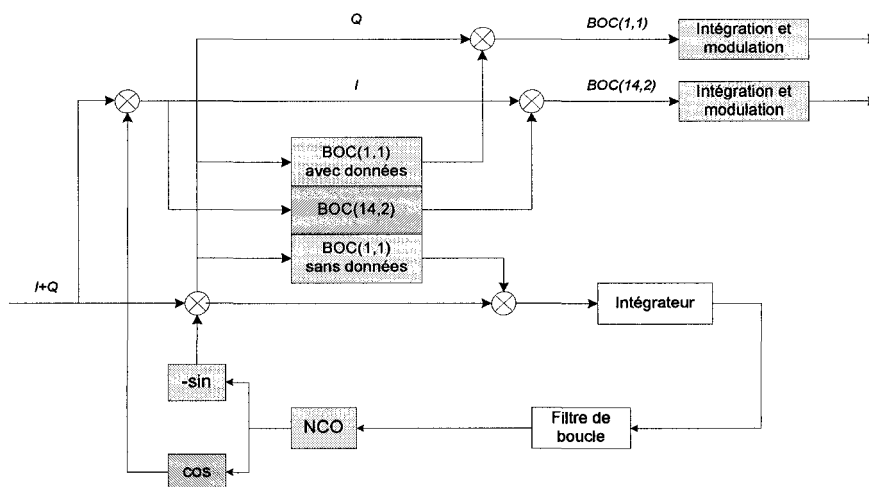 Q
BOC(1,1)
Intégration et
modulation
I
BOC(14,2)
Intégration et
modulation
BOC(1,1)
avec données
BOC(14,2)
BOC(1,1)
sans données
I+Q
Intégrateur
-sin
NCO
Filtre de
boucle
cos